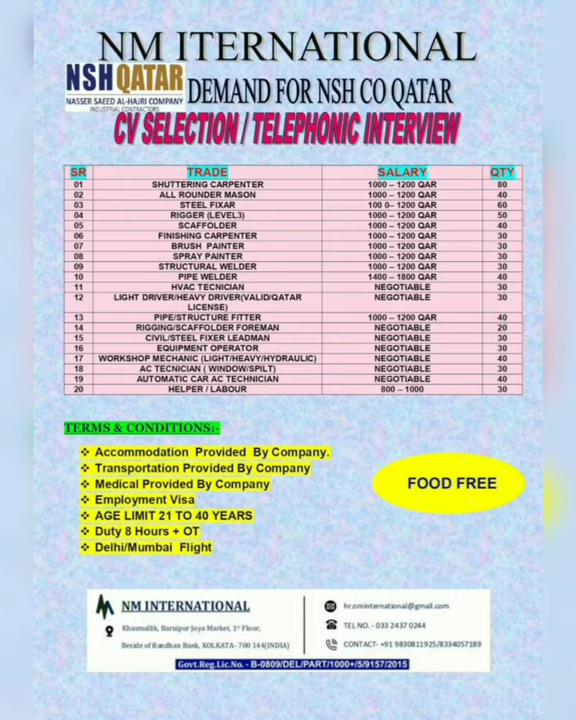 NM ITERNATIONAL
NSH QATAR
NASSER SAEED AL-HAJRI COMPANY
INDUSTRIAL CONTRACTORS
DEMAND FOR NSH CO QATAR
CV SELECTION / TELEPHONIC INTERVIEW
SR TRADE SALARY QTY
01 SHUTTERING CARPENTER 1000 – 1200 QAR 80
02 ALL ROUNDER MASON 1000 – 1200 QAR 40
03 STEEL FIXAR 100 0– 1200 QAR 60
04 RIGGER (LEVEL3) 1000 – 1200 QAR 50
05 SCAFFOLDER 1000 – 1200 QAR 40
06 FINISHING CARPENTER 1000 – 1200 QAR 30
07 BRUSH PAINTER 1000 – 1200 QAR 30
08 SPRAY PAINTER 1000 – 1200 QAR 30
09 STRUCTURAL WELDER 1000 – 1200 QAR 30
10 PIPE WELDER 1400 – 1800 QAR 40
11 HVAC TECNICIAN NEGOTIABLE 30
12 LIGHT DRIVER/HEAVY DRIVER(VALID/QATAR NEGOTIABLE 30
LICENSE)
13 PIPE/STRUCTURE FITTER 1000 – 1200 QAR 40
14 RIGGING/SCAFFOLDER FOREMAN NEGOTIABLE 20
15 CIVIL/STEEL FIXER LEADMAN NEGOTIABLE 30
16 EQUIPMENT OPERATOR NEGOTIABLE 30
17 WORKSHOP MECHANIC (LIGHT/HEAVY/HYDRAULIC) NEGOTIABLE 40
18 AC TECNICIAN ( WINDOW/SPILT) NEGOTIABLE 30
19 AUTOMATIC CAR AC TECHNICIAN NEGOTIABLE 40
20 HELPER / LABOUR 800 – 1000 30
TERMS & CONDITIONS:-
❖ Accommodation Provided By Company.
❖ Transportation Provided By Company
❖ Medical Provided By Company
❖ Employment Visa
❖ AGE LIMIT 21 TO 40 YEARS
❖ Duty 8 Hours + OT
❖ Delhi/Mumbai Flight
FOOD FREE
NM INTERNATIONAL
Khasmallik, Baruipur Joya Market, 1st Floor,
Beside of Bandhan Bank, KOLKATA- 700 144(INDIA)
hr.nminternational@gmail.com
TEL NO. - 033 2437 0244
CONTACT- +91 9830811925/8334057189
Govt.Reg.Lic.No. - B-0809/DEL/PART/1000+/5/9157/2015